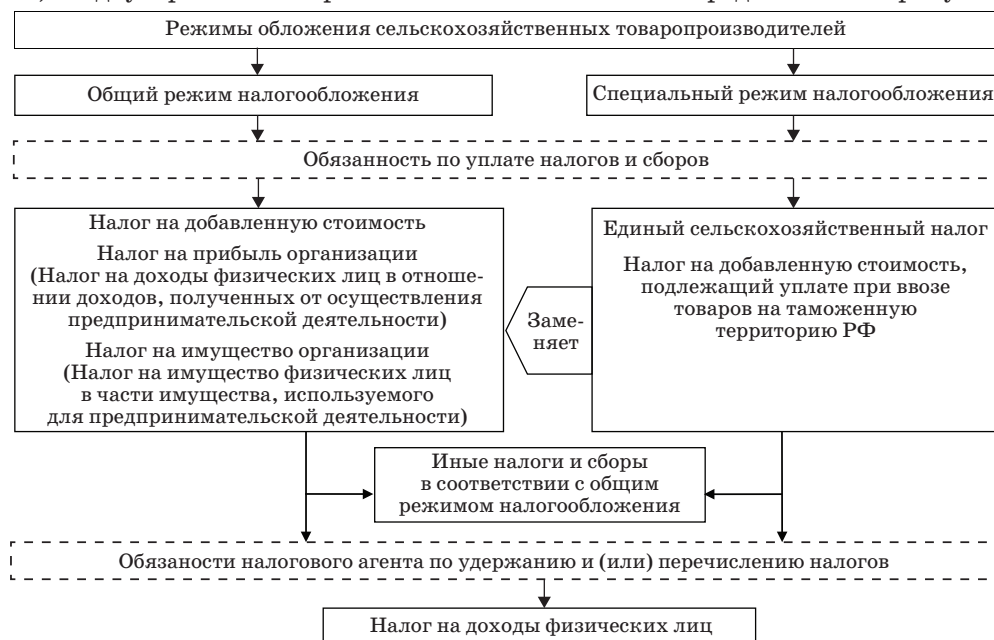 Режимы обложения сельскохозяйственных товаропроизводителей
Общий режим налогообложения
Специальный режим налогообложения
Обязанность по уплате налогов и сборов
Налог на добавленную стоимость
Налог на прибыль организации
(Налог на доходы физических лиц в отноше-
нии доходов, полученных от осуществления
предпринимательской деятельности)
Налог на имущество организации
(Налог на имущество физических лиц
в части имущества, используемого
для предпринимательской деятельности)
Заме-
няет
Единый сельскохозяйственный налог
Налог на добавленную стоимость,
подлежащий уплате при ввозе
товаров на таможенную
территорию РФ
Иные налоги и сборы
в соответствии с общим
режимом налогообложения
Обязаности налогового агента по удержанию и (или) перечислению налогов
Налог на доходы физических лиц